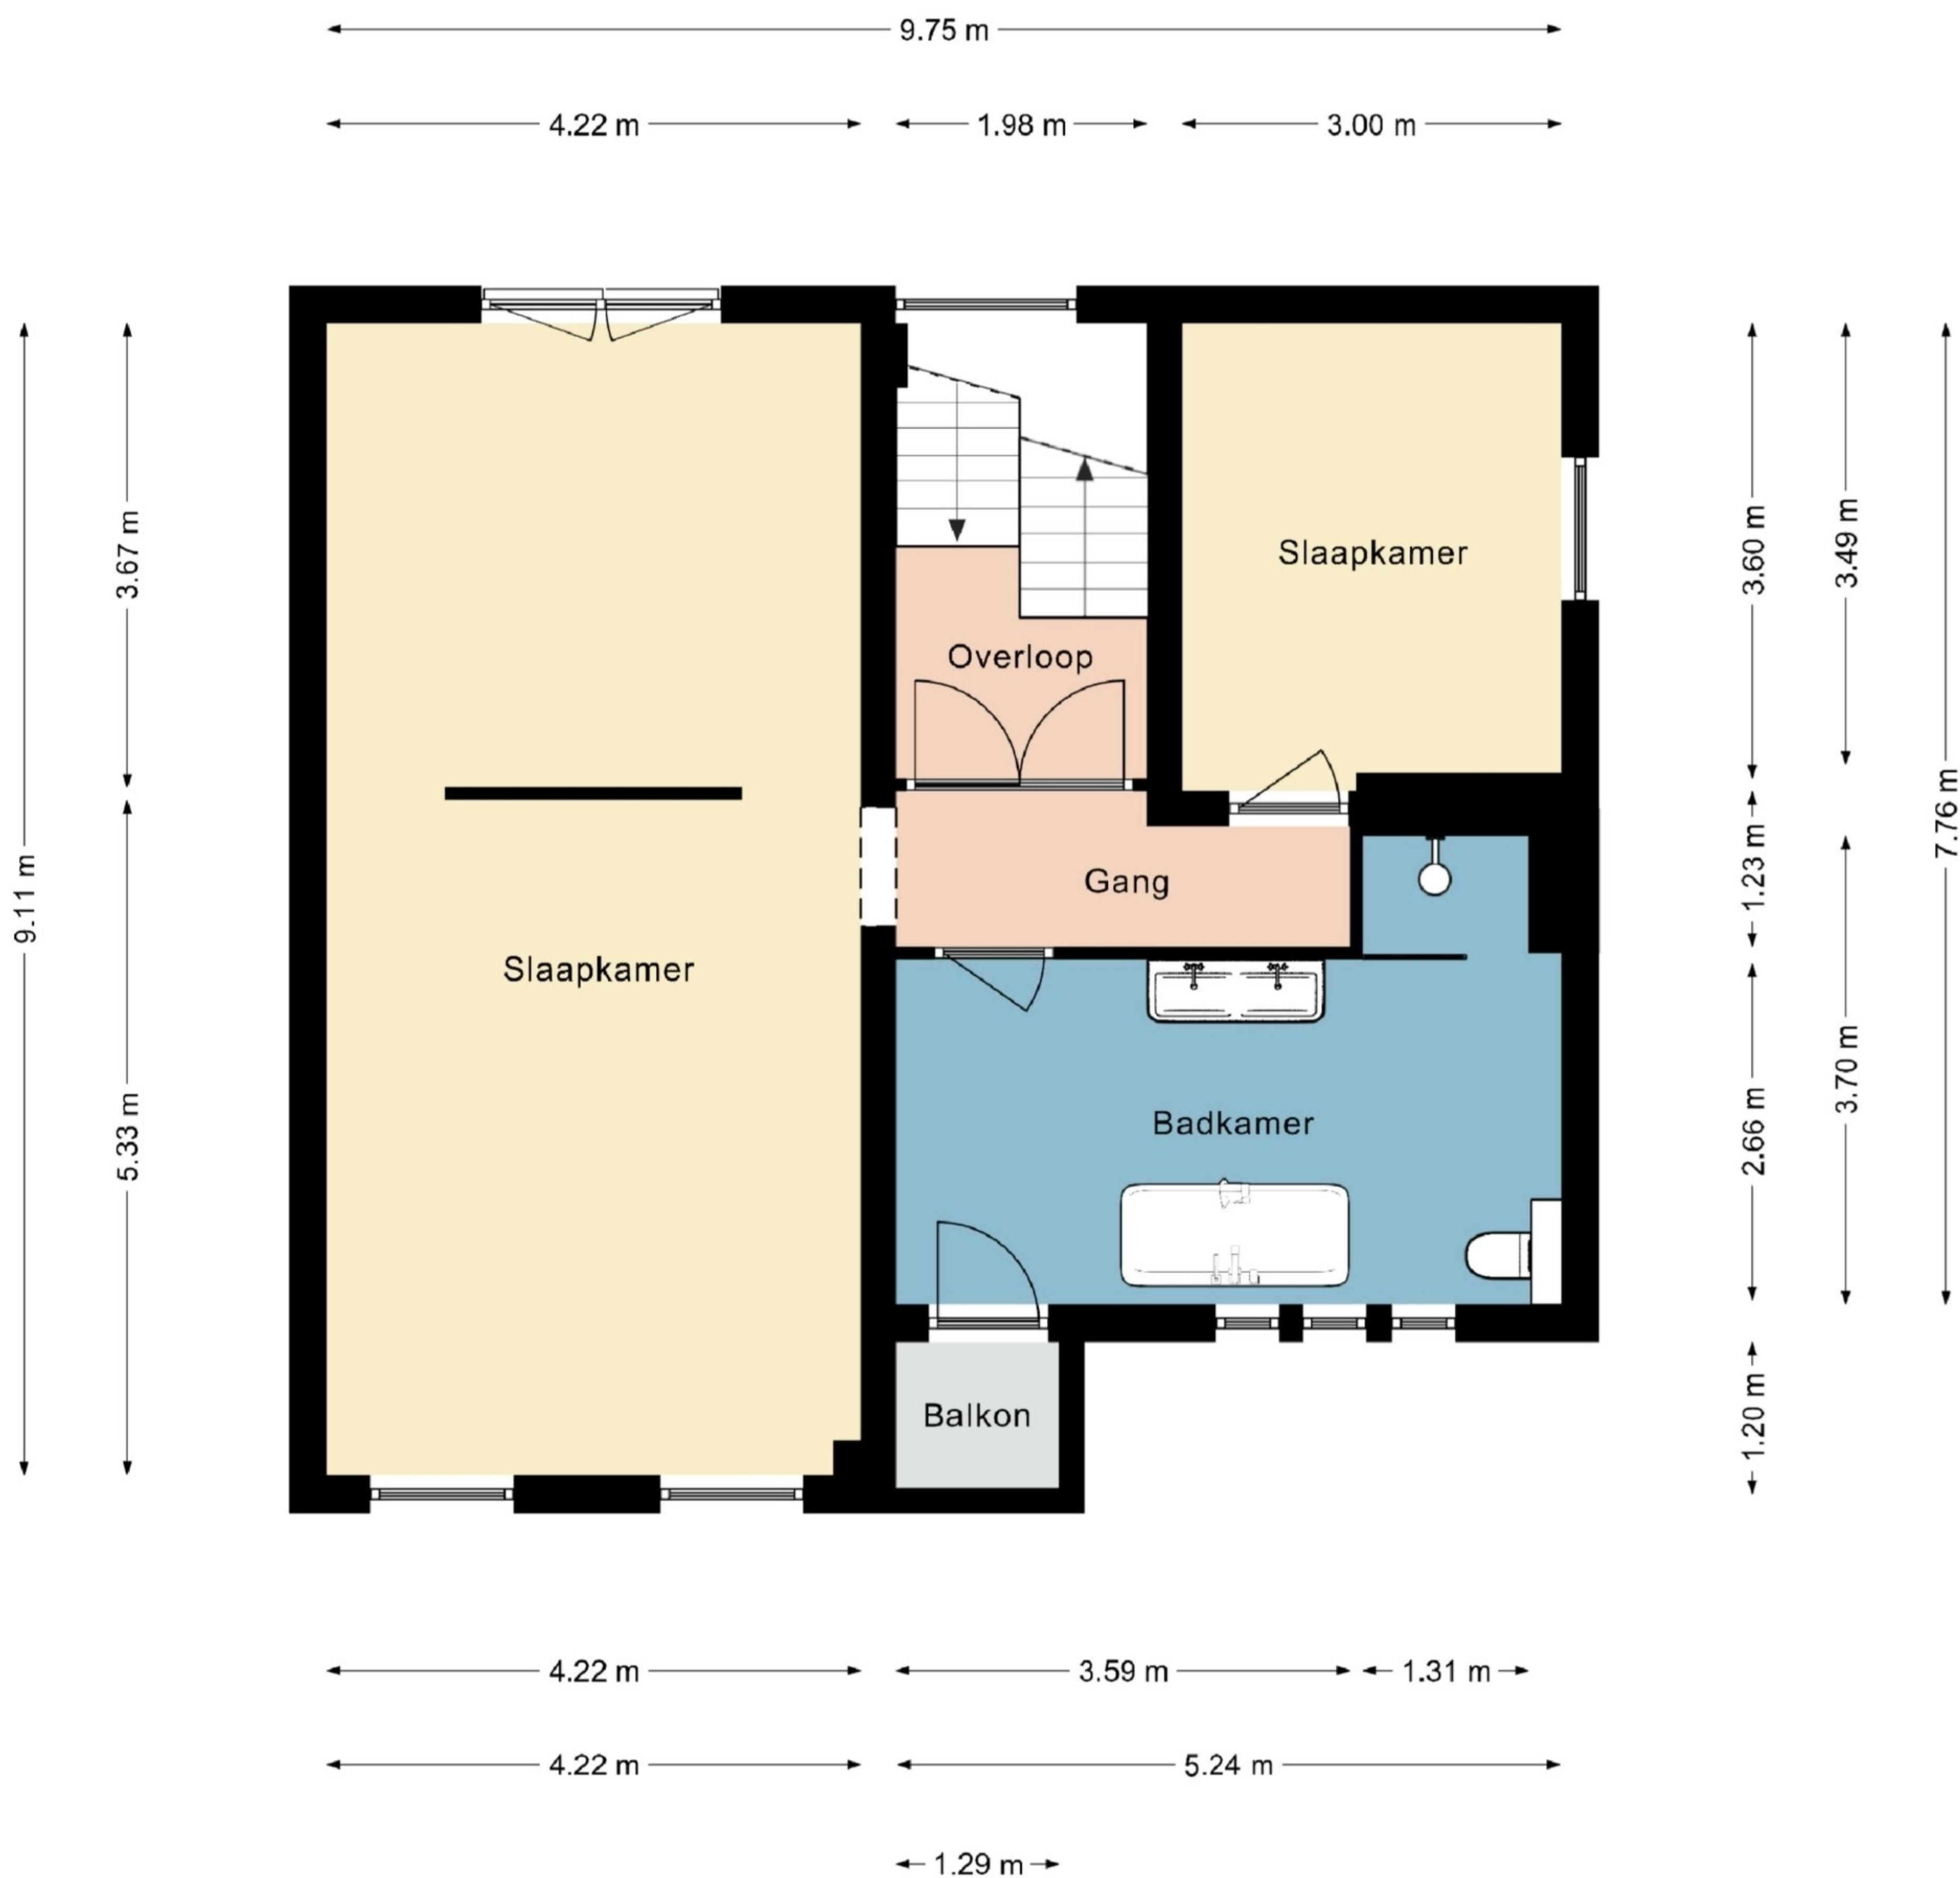 9.75 m
4.22 m
1.98 m
3.00 m
9.11 m
3.67 m
5.33 m
Slaapkamer
Overloop
Gang
Slaapkamer
Badkamer
Balkon
3.60 m
3.49 m
1.23 m
7.76 m
2.66 m
3.70 m
1.20 m
4.22 m
3.59 m
1.31 m
4.22 m
5.24 m
1.29 m